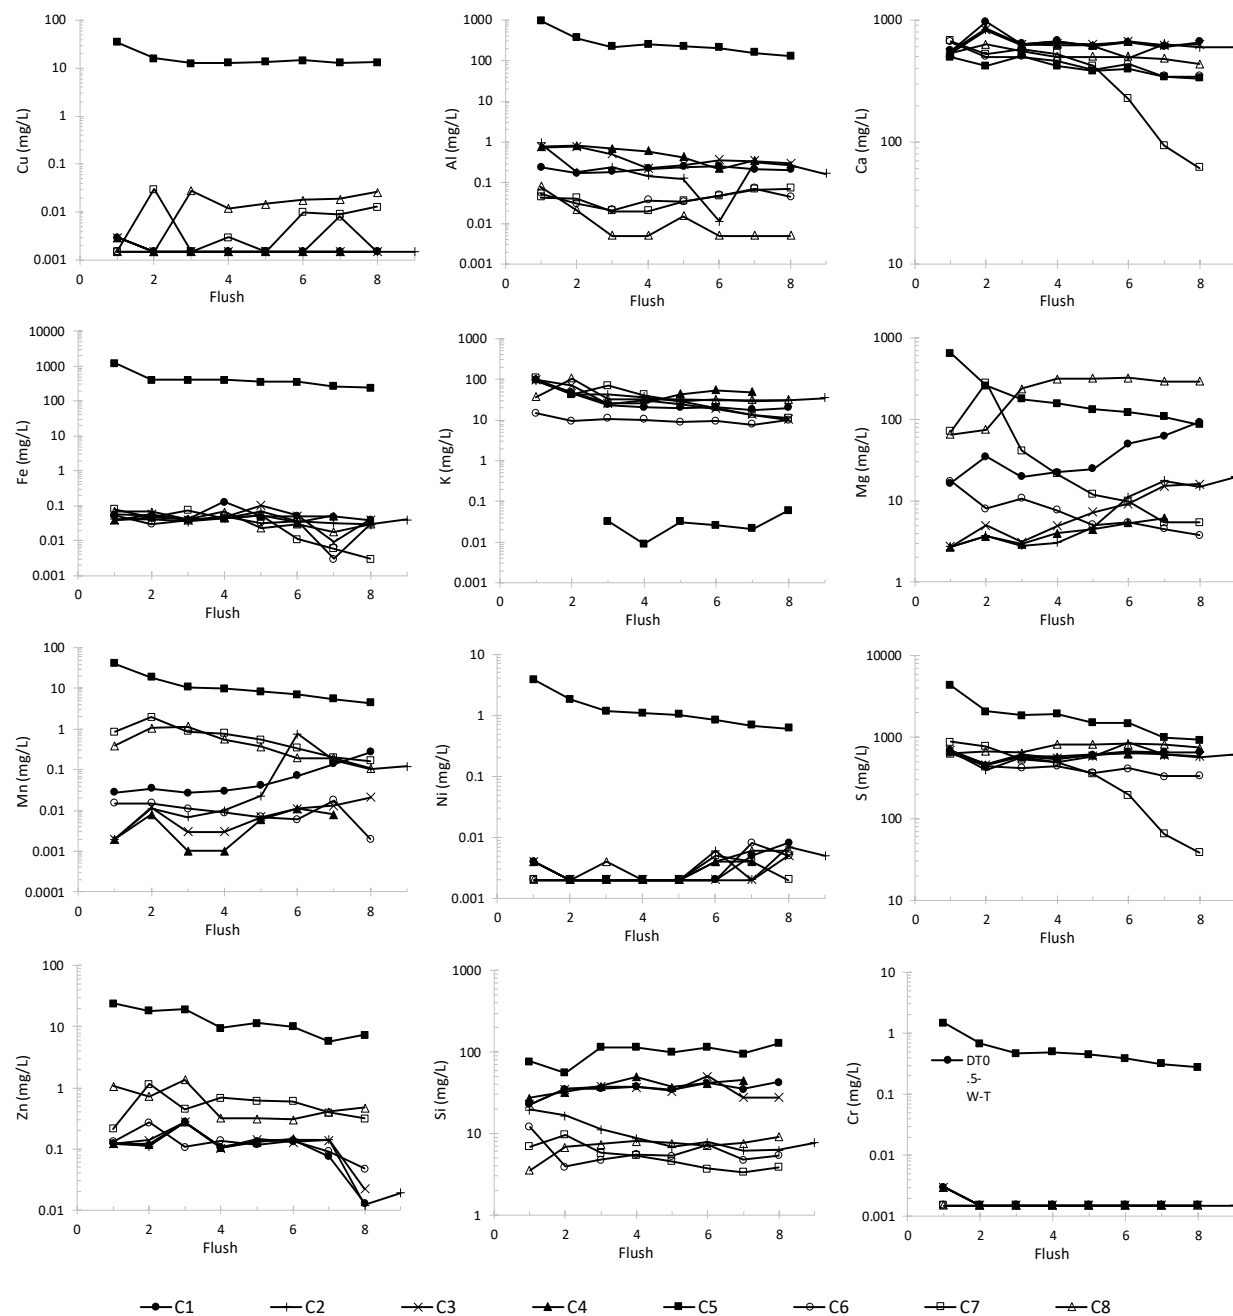 Cu (mg/L)
100
10
1
0.1
0.01
0.001
0 2 4 6 8
Flush
Al (mg/L)
1000
100
10
1
0.1
0.01
0.001
0 2 4 6 8
Flush
Ca (mg/L)
1000
100
10
0 2 4 6 8
Flush
Fe (mg/L)
10000
1000
100
10
1
0.1
0.01
0.001
0 2 4 6 8
Flush
K (mg/L)
1000
100
10
1
0.1
0.01
0.001
0 2 4 6 8
Flush
Mg (mg/L)
1000
100
10
1
0 2 4 6 8
Flush
Mn (mg/L)
100
10
1
0.1
0.01
0.001
0.0001
0 2 4 6 8
Flush
Ni (mg/L)
10
1
0.1
0.01
0.001
0 2 4 6 8
Flush
S (mg/L)
10000
1000
100
10
0 2 4 6 8
Flush
Zn (mg/L)
100
10
1
0.1
0.01
0 2 4 6 8
Flush
Si (mg/L)
1000
100
10
1
0 2 4 6 8
Flush
Cr (mg/L)
10
1
0.1
0.01
0.001
DT0
.5-
W-T
0 2 4 6 8
Flush
C1 C2 C3 C4 C5 C6 C7 C8